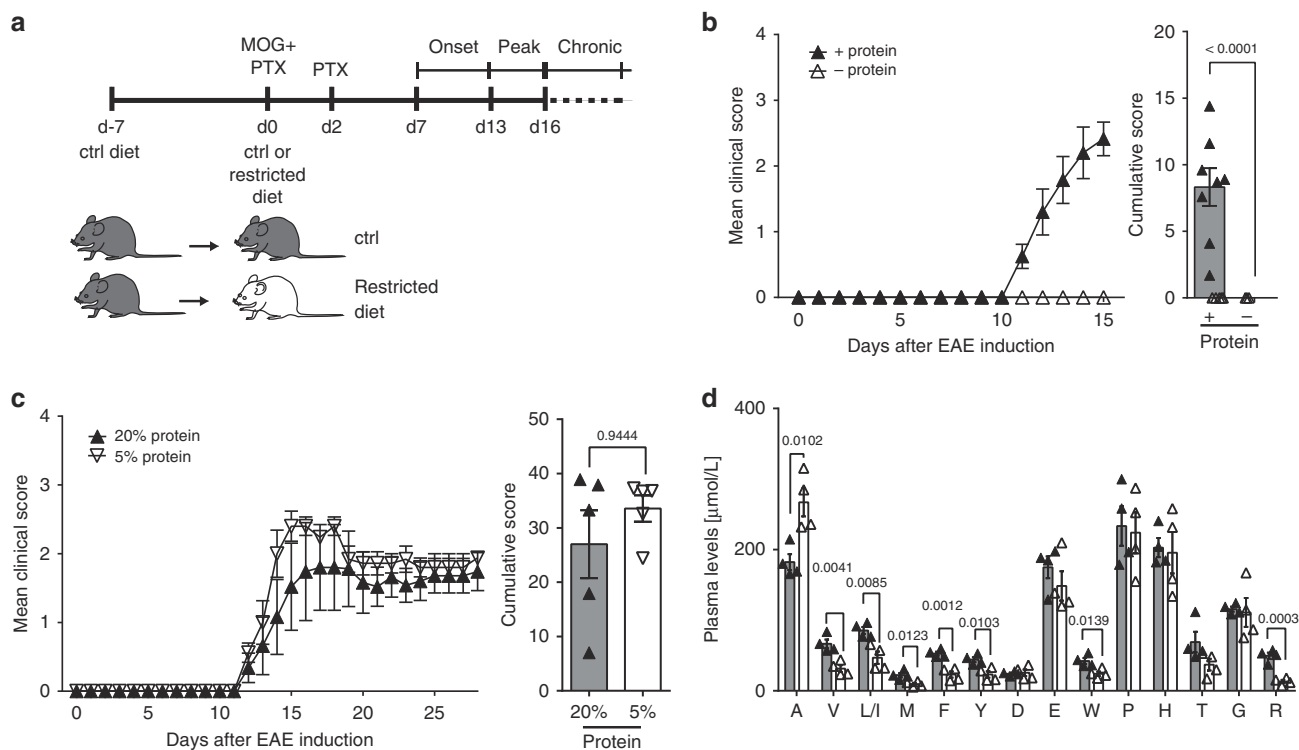 a
MOG+
PTX
PTX
Onset
Peak
Chronic
d-7
d0
d2
d7
d13
d16
ctrl diet
ctrl or
restricted
diet
ctrl
Restricted
diet
b
4
3
2
1
0
Mean clinical score
+ protein
– protein
0
5
10
15
Days after EAE induction
20
15
10
5
0
Cumulative score
< 0.0001
+
–
Protein
c
4
3
2
1
0
Mean clinical score
20% protein
5% protein
0
5
10
15
20
25
Days after EAE induction
50
40
30
20
10
0
Cumulative score
0.9444
20%
5%
Protein
d
400
200
0
Plasma levels [μmol/L]
0.0102
0.0041
0.0085
0.0123
0.0012
0.0103
0.0139
0.0003
A
V
L/I
M
F
Y
D
E
W
P
H
T
G
R